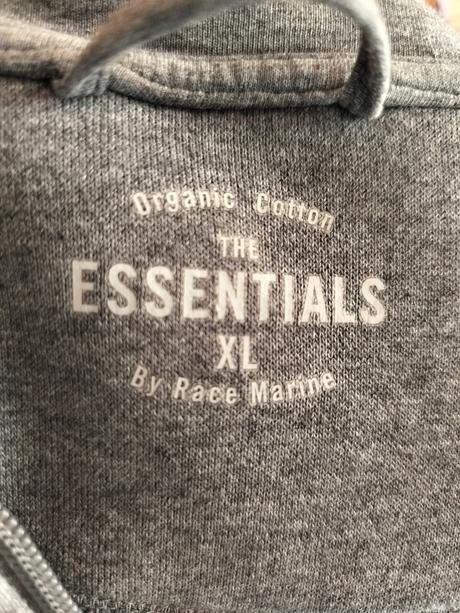 Organic Cotton
THE
ESSENTIALS
XL
By Race Marine